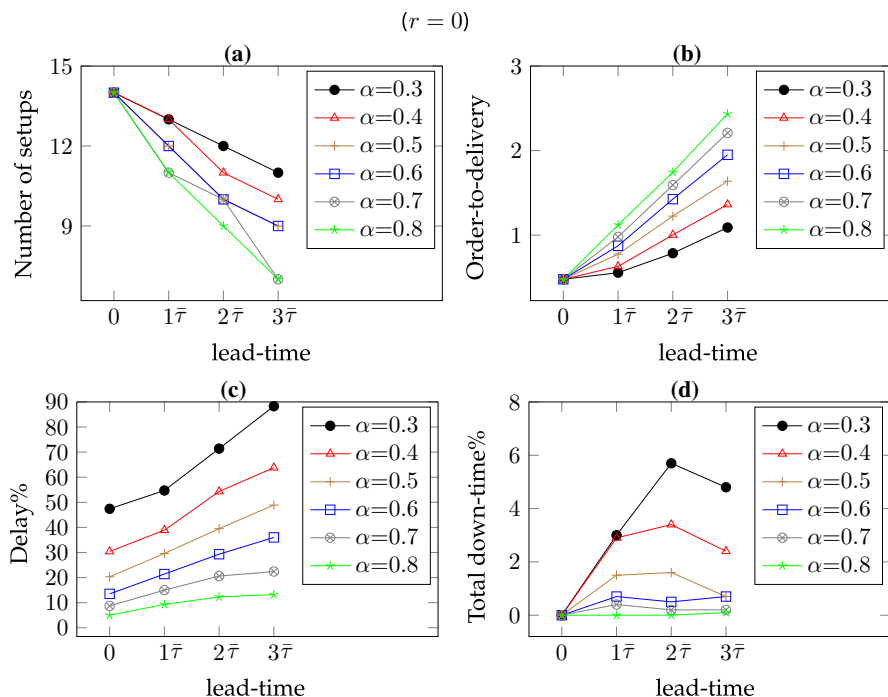 (r = 0)
(a)
Number of setups
15
12
9
0
1τ̄
2τ̄
3τ̄
lead-time
α=0.3
α=0.4
α=0.5
α=0.6
α=0.7
α=0.8
(b)
Order-to-delivery
3
2
1
0
1τ̄
2τ̄
3τ̄
lead-time
α=0.3
α=0.4
α=0.5
α=0.6
α=0.7
α=0.8
(c)
Delay%
90
80
70
60
50
40
30
20
10
0
0
1τ̄
2τ̄
3τ̄
lead-time
α=0.3
α=0.4
α=0.5
α=0.6
α=0.7
α=0.8
(d)
Total down-time%
8
6
4
2
0
0
1τ̄
2τ̄
3τ̄
lead-time
α=0.3
α=0.4
α=0.5
α=0.6
α=0.7
α=0.8